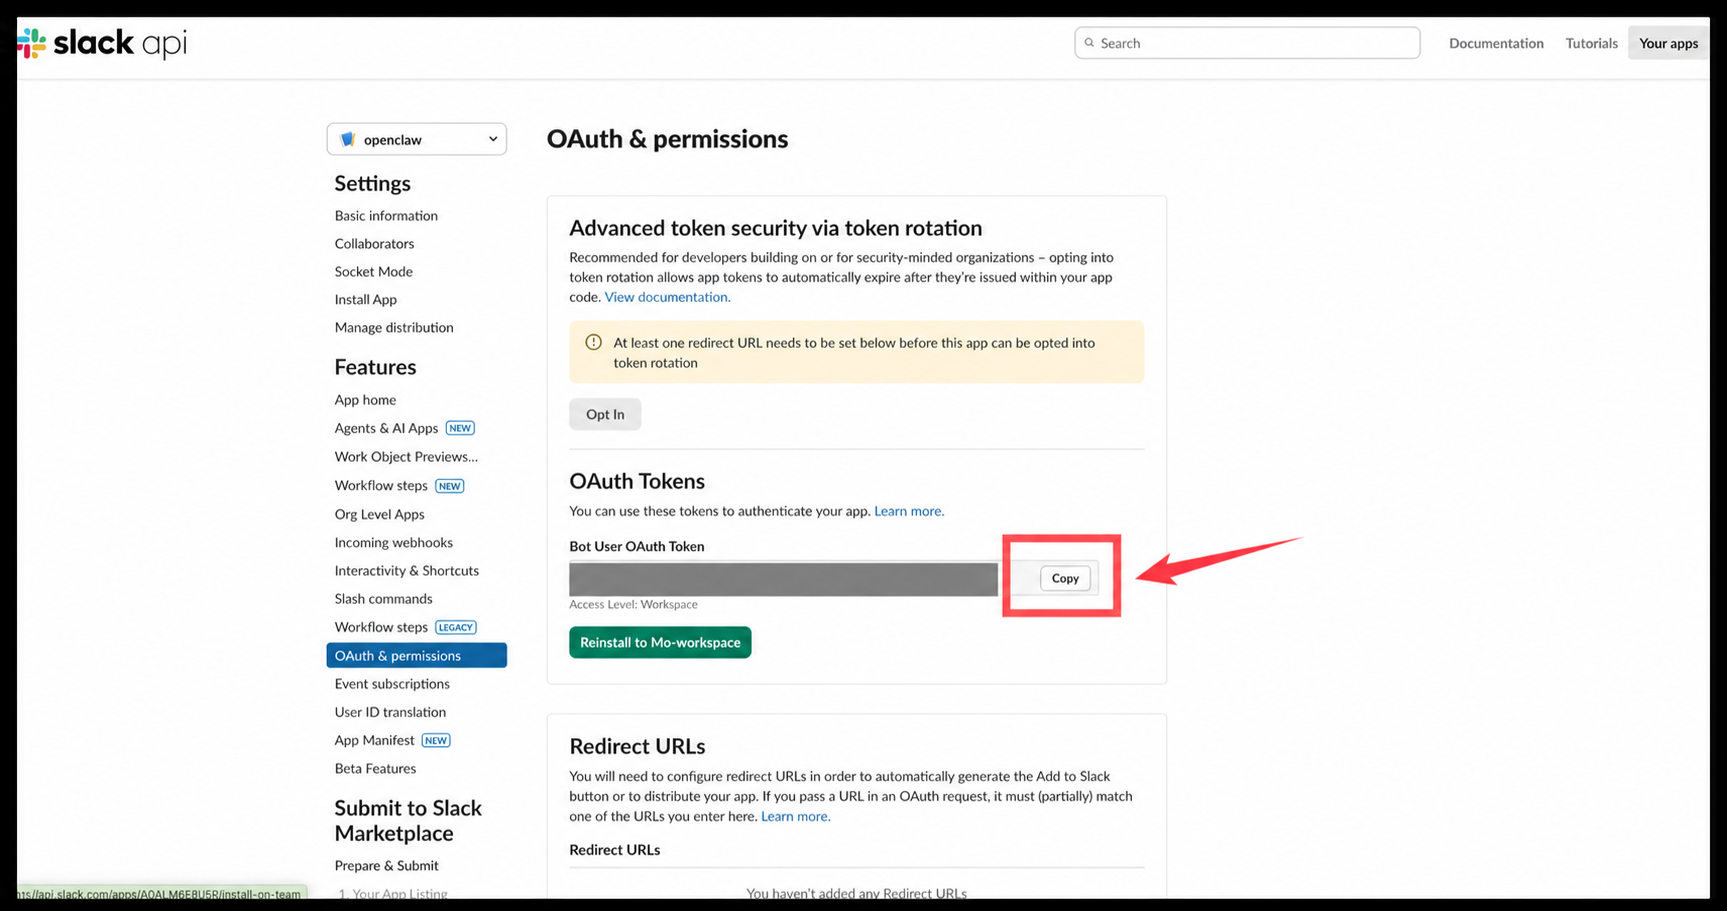 slack api
Search
Documentation
Tutorials
Your apps
openclaw
Settings
Basic information
Collaborators
Socket Mode
Install App
Manage distribution
Features
App home
Agents & AI Apps NEW
Work Object Previews...
Workflow steps NEW
Org Level Apps
Incoming webhooks
Interactivity & Shortcuts
Slash commands
Workflow steps LEGACY
OAuth & permissions
Event subscriptions
User ID translation
App Manifest NEW
Beta Features
Submit to Slack
Marketplace
Prepare & Submit
1. Your App Listing
OAuth & permissions
Advanced token security via token rotation
Recommended for developers building on or for security-minded organizations – opting into
token rotation allows app tokens to automatically expire after they're issued within your app
code. View documentation.
At least one redirect URL needs to be set below before this app can be opted into
token rotation
Opt In
OAuth Tokens
You can use these tokens to authenticate your app. Learn more.
Bot User OAuth Token
Copy
Access Level: Workspace
Reinstall to Mo-workspace
Redirect URLs
You will need to configure redirect URLs in order to automatically generate the Add to Slack
button or to distribute your app. If you pass a URL in an OAuth request, it must (partially) match
one of the URLs you enter here. Learn more.
Redirect URLs
You haven't added any Redirect URLs
//api.slack.com/apps/A0ALM6E8U5R/install-on-team